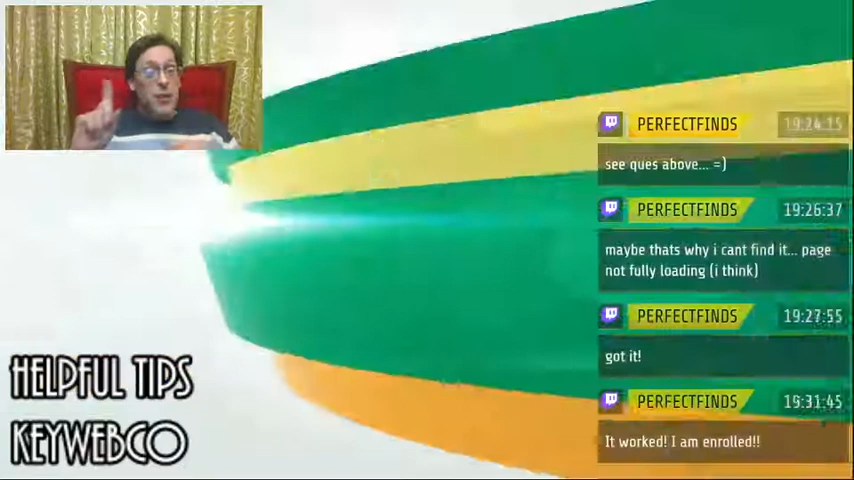 PERFECTFINDS 19:24:15
see ques above... =)
PERFECTFINDS 19:26:37
maybe thats why i cant find it... page
not fully loading (i think)
PERFECTFINDS 19:27:55
got it!
PERFECTFINDS 19:31:45
It worked! I am enrolled!!
HELPFUL TIPS
KEYWEBCO